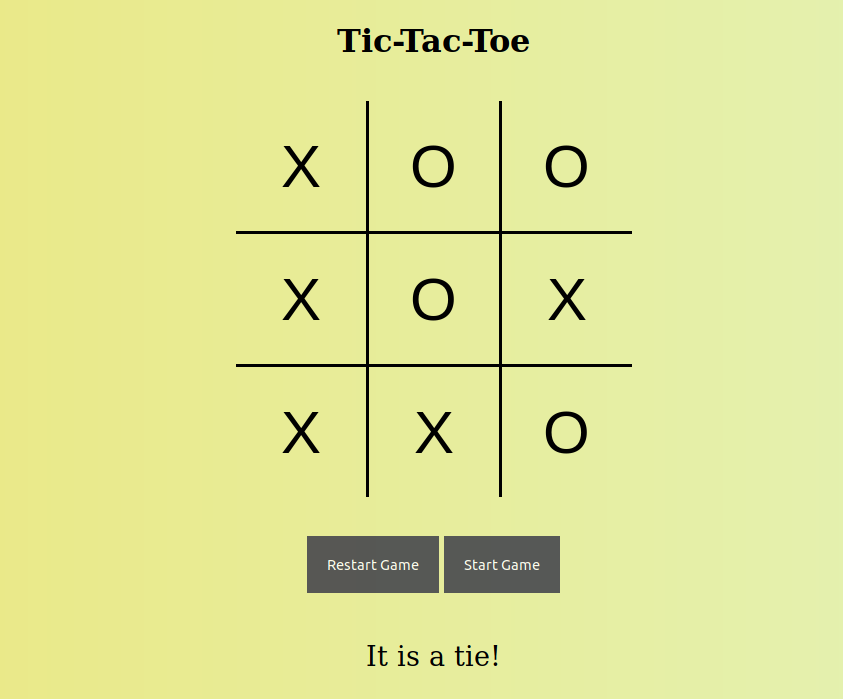 Tic-Tac-Toe
X O O
X O X
X X O
Restart Game Start Game
It is a tie!